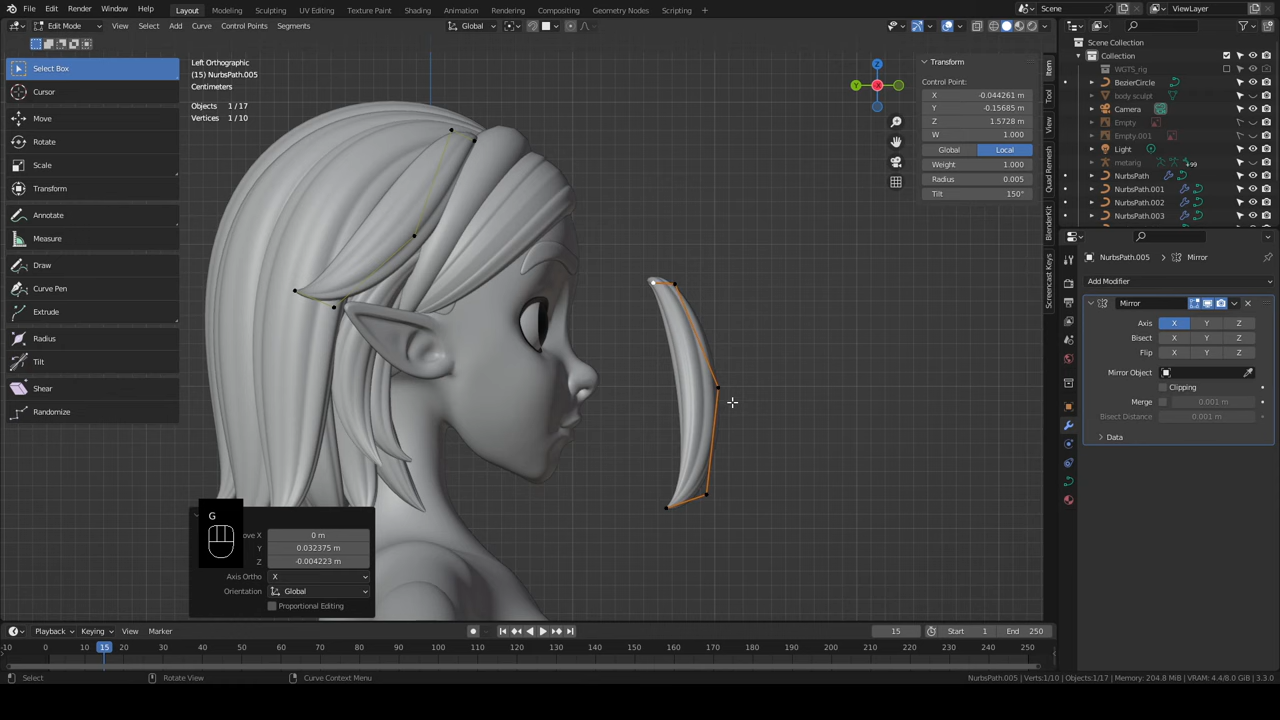 File Edit Render Window Help Layout Modeling Sculpting UV Editing Texture Paint Shading Animation Rendering Compositing Geometry Nodes Scripting + Scene ViewLayer
Edit Mode View Select Add Curve Control Points Segments Global
Select Box
Cursor
Move
Rotate
Scale
Transform
Annotate
Measure
Draw
Curve Pen
Extrude
Radius
Tilt
Shear
Randomize
Left Orthographic
(15) NurbsPath.005
Centimeters
Objects 1/17
Vertices 1/10
Z
Y
X
Transform
Control Point:
X -0.044261 m
Y -0.15685 m
Z 1.5728 m
W 1.000
Global Local
Weight 1.000
Radius 0.005
Tilt 150°
Item
Tool
View
Quad Remesh
BlenderKit
Screencast Keys
Scene Collection
Collection
WGTS_rig
BezierCircle
body sculpt
Camera
Empty
Empty.001
Light
metarig +99
NurbsPath
NurbsPath.001
NurbsPath.002
NurbsPath.003
NurbsPath.005 > Mirror
Add Modifier
Mirror
Axis X Y Z
Bisect X Y Z
Flip X Y Z
Mirror Object
Clipping
Merge 0.001 m
Bisect Distance 0.001 m
Data
G
ove X 0 m
Y 0.032375 m
Z -0.004223 m
Axis Ortho X
Orientation Global
Proportional Editing
Playback Keying View Marker 15 Start 1 End 250
-10 0 15 20 30 40 50 60 70 80 90 100 110 120 130 140 150 160 170 180 190 200 210 220 230 240 250
Select Rotate View Curve Context Menu NurbsPath.005 | Verts:1/10 | Objects:1/17 | Memory: 204.8 MiB | VRAM: 4.4/8.0 GiB | 3.3.0